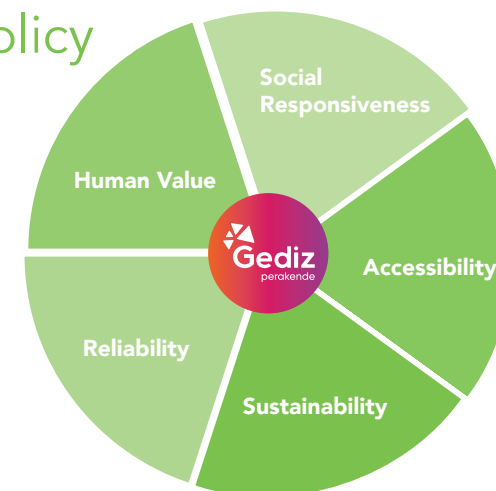 olicy
Social
Responsiveness
Human Value
Gediz
perakende
Accessibility
Reliability
Sustainability